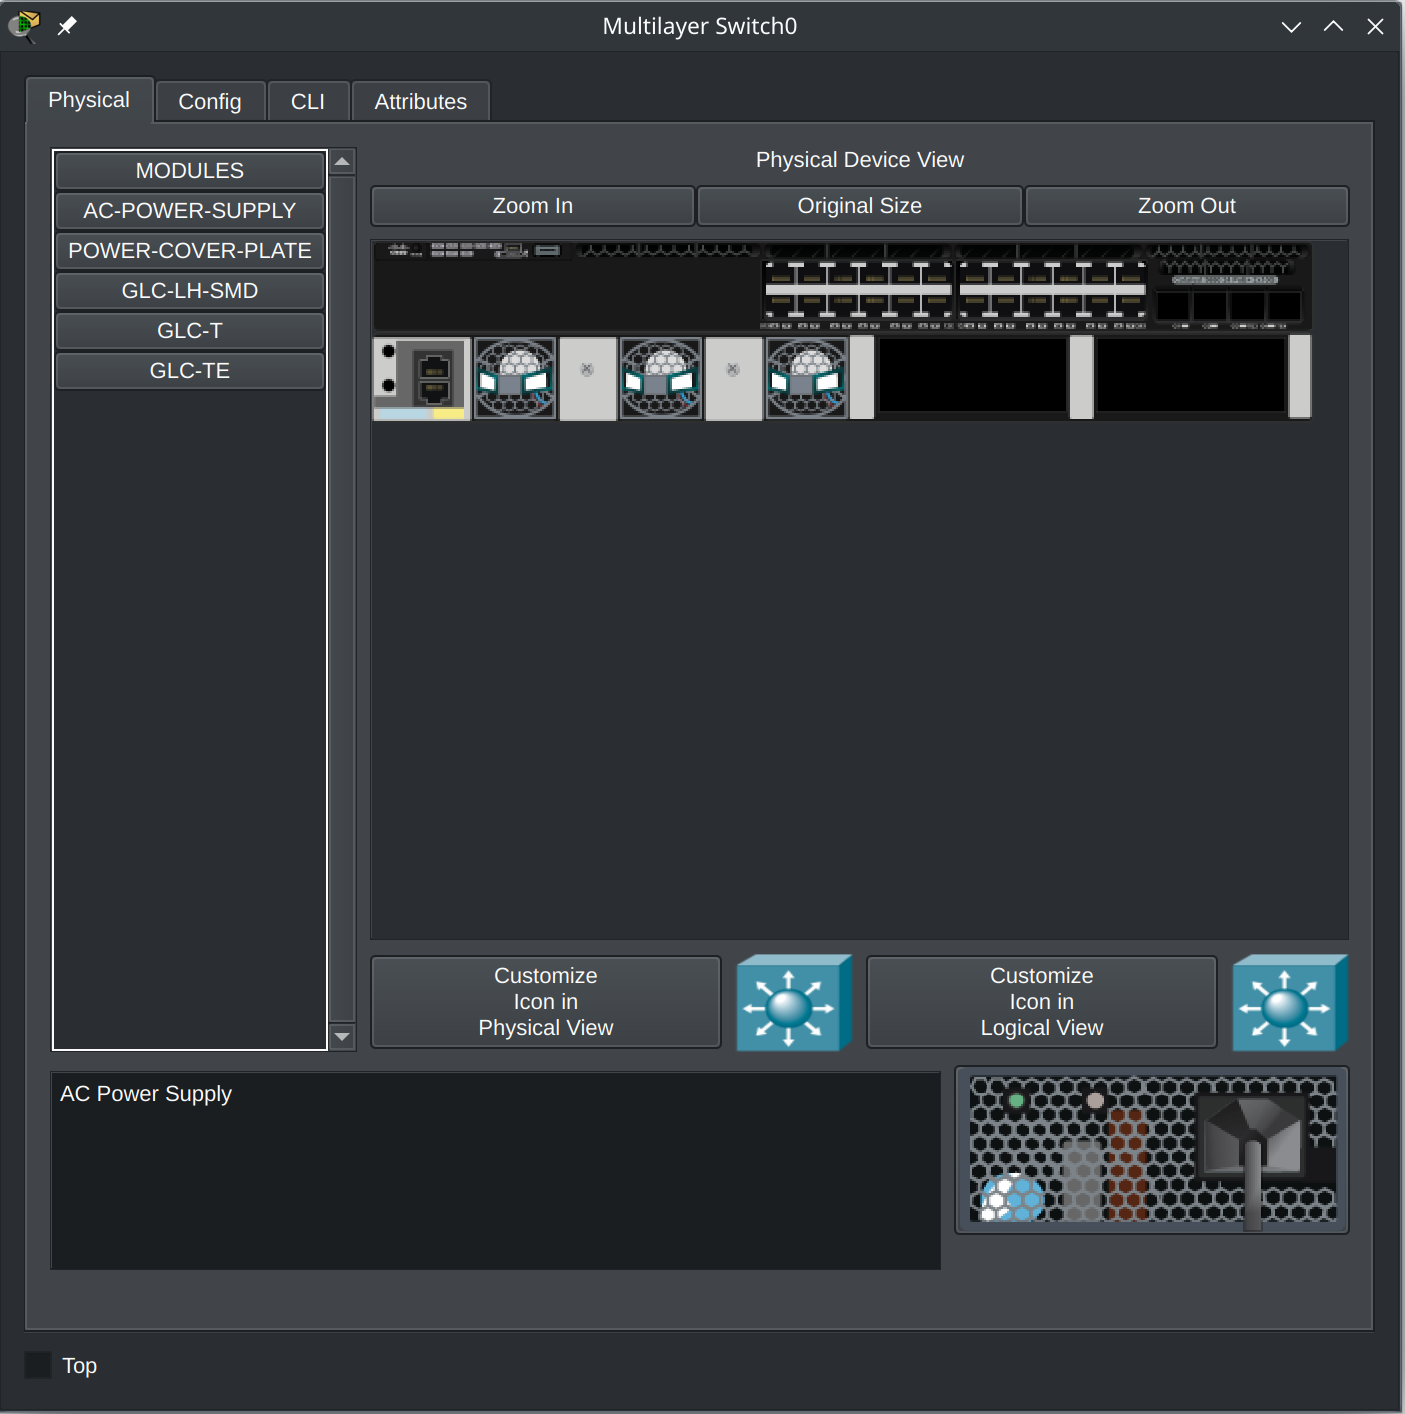 Multilayer Switch0
Physical
Config
CLI
Attributes
MODULES
AC-POWER-SUPPLY
POWER-COVER-PLATE
GLC-LH-SMD
GLC-T
GLC-TE
Physical Device View
Zoom In
Original Size
Zoom Out
Customize
Icon in
Physical View
Customize
Icon in
Logical View
AC Power Supply
Top